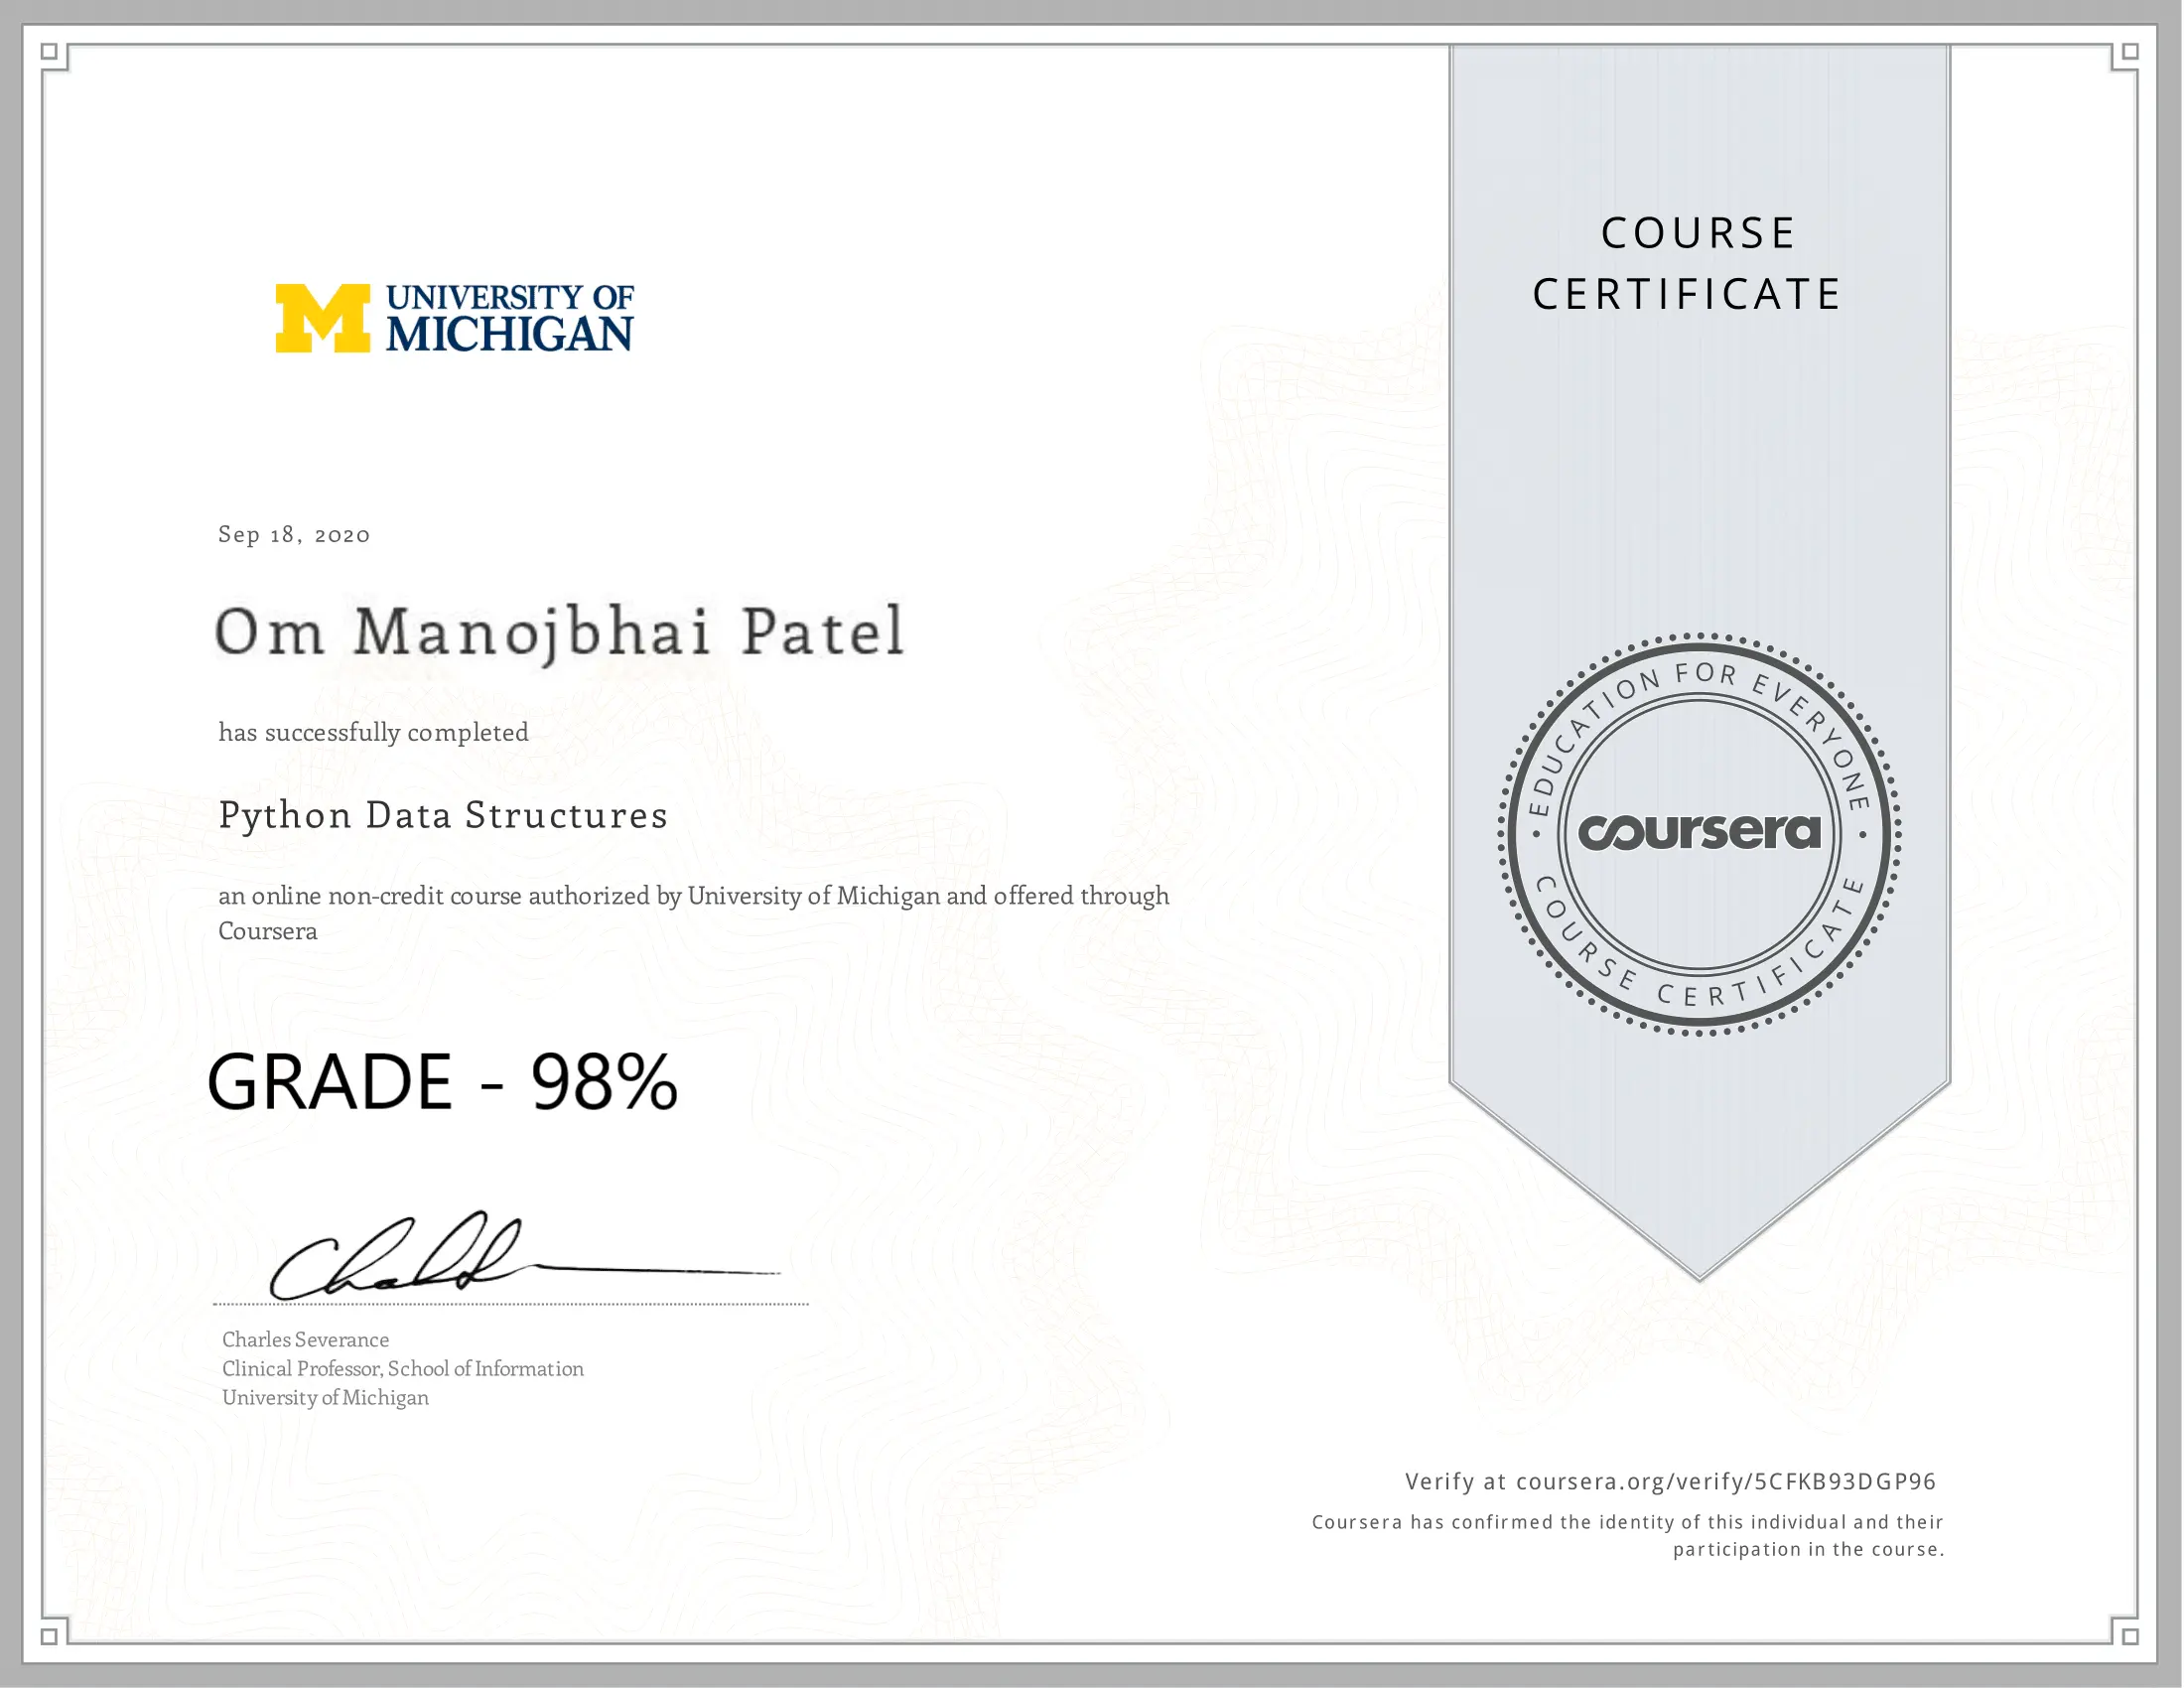 UNIVERSITY OF
MICHIGAN
Sep 18, 2020
Om Manojbhai Patel
has successfully completed
Python Data Structures
an online non-credit course authorized by University of Michigan and offered through
Coursera
GRADE - 98%
Charles Severance
Clinical Professor, School of Information
University of Michigan
COURSE
CERTIFICATE
EDUCATION FOR EVERYONE
coursera
COURSE CERTIFICATE
Verify at coursera.org/verify/5CFKB93DGP96
Coursera has confirmed the identity of this individual and their
participation in the course.